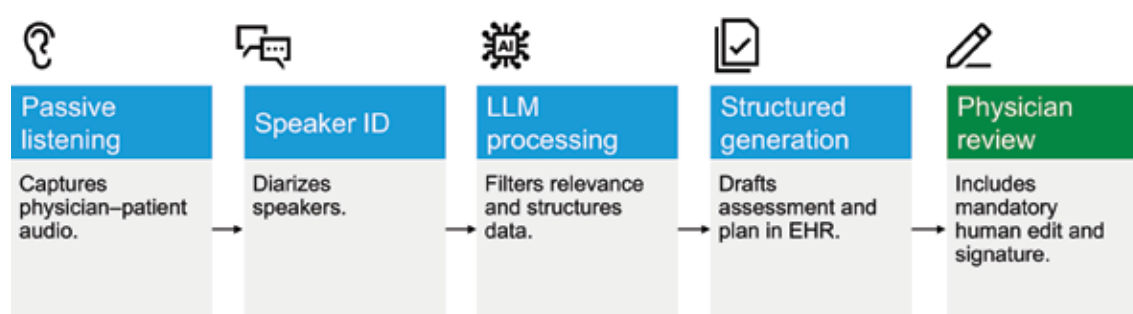 AI
Passive
listening
Captures
physician–patient
audio.
Speaker ID
Diarizes
speakers.
LLM
processing
Filters relevance
and structures
data.
Structured
generation
Drafts
assessment and
plan in EHR.
Physician
review
Includes
mandatory
human edit and
signature.